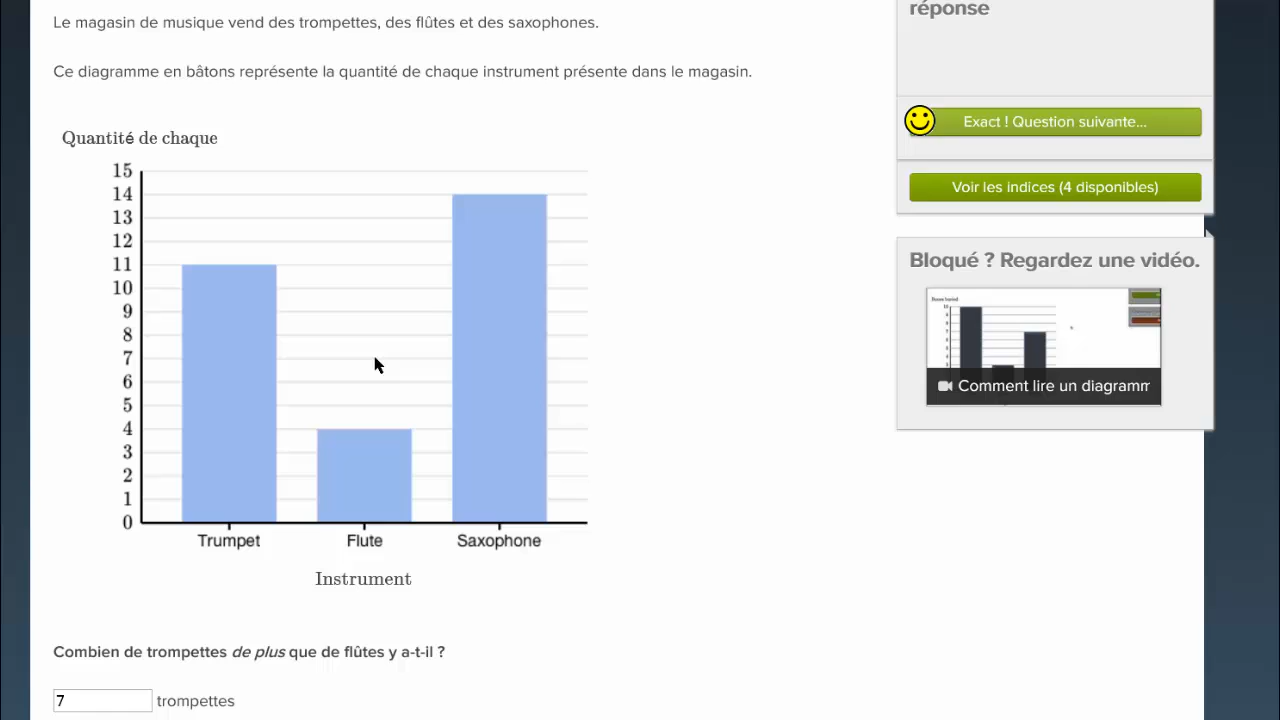 Le magasin de musique vend des trompettes, des flûtes et des saxophones.
Ce diagramme en bâtons représente la quantité de chaque instrument présente dans le magasin.
Quantité de chaque
15
14
13
12
11
10
9
8
7
6
5
4
3
2
1
0
Trumpet Flute Saxophone
Instrument
Combien de trompettes de plus que de flûtes y a-t-il ?
7 trompettes
réponse
Exact ! Question suivante...
Voir les indices (4 disponibles)
Bloqué ? Regardez une vidéo.
Comment lire un diagramm